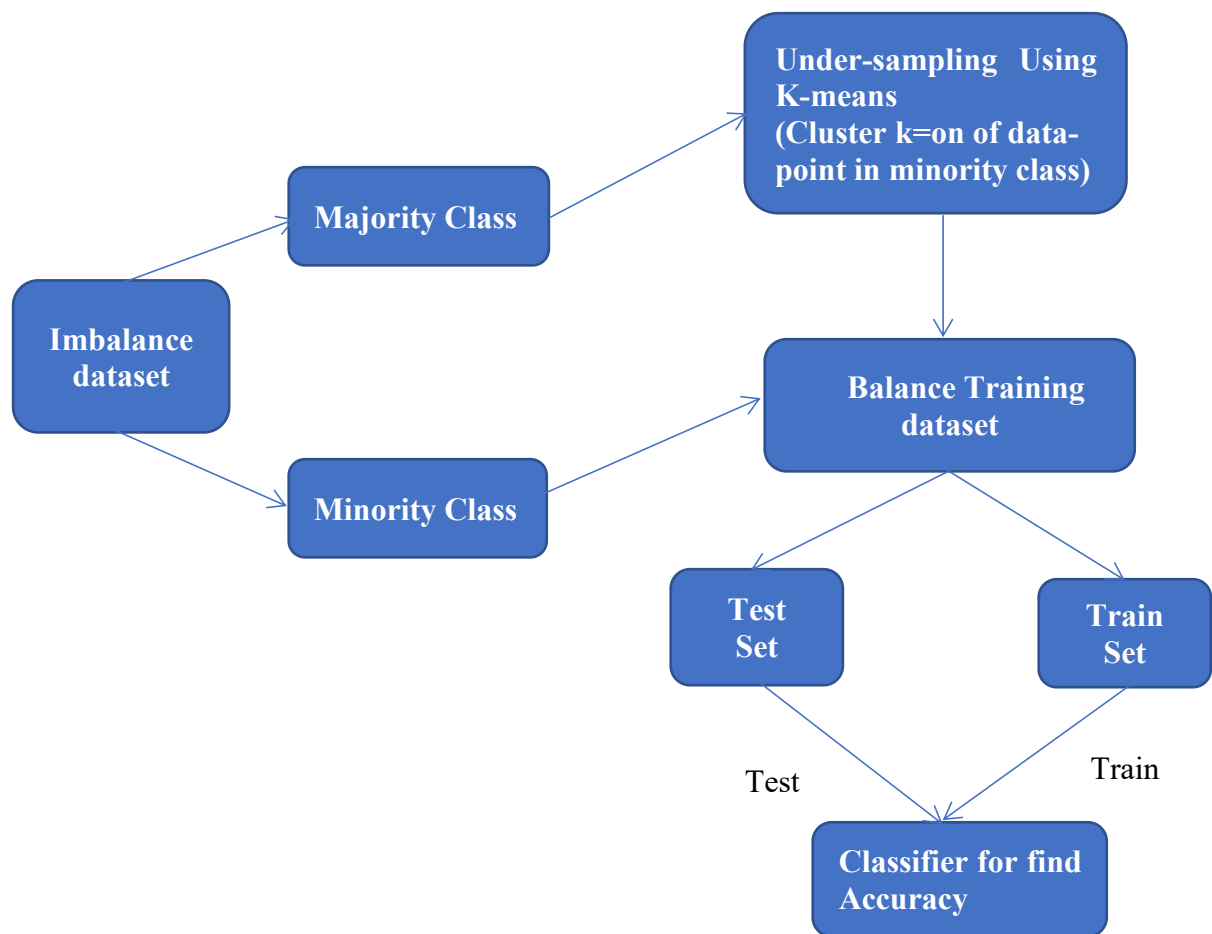 Under-sampling Using
K-means
(Cluster k=on of data-
point in minority class)
Majority Class
Imbalance
dataset
Balance Training
dataset
Minority Class
Test
Set
Train
Set
Test
Train
Classifier for find
Accuracy